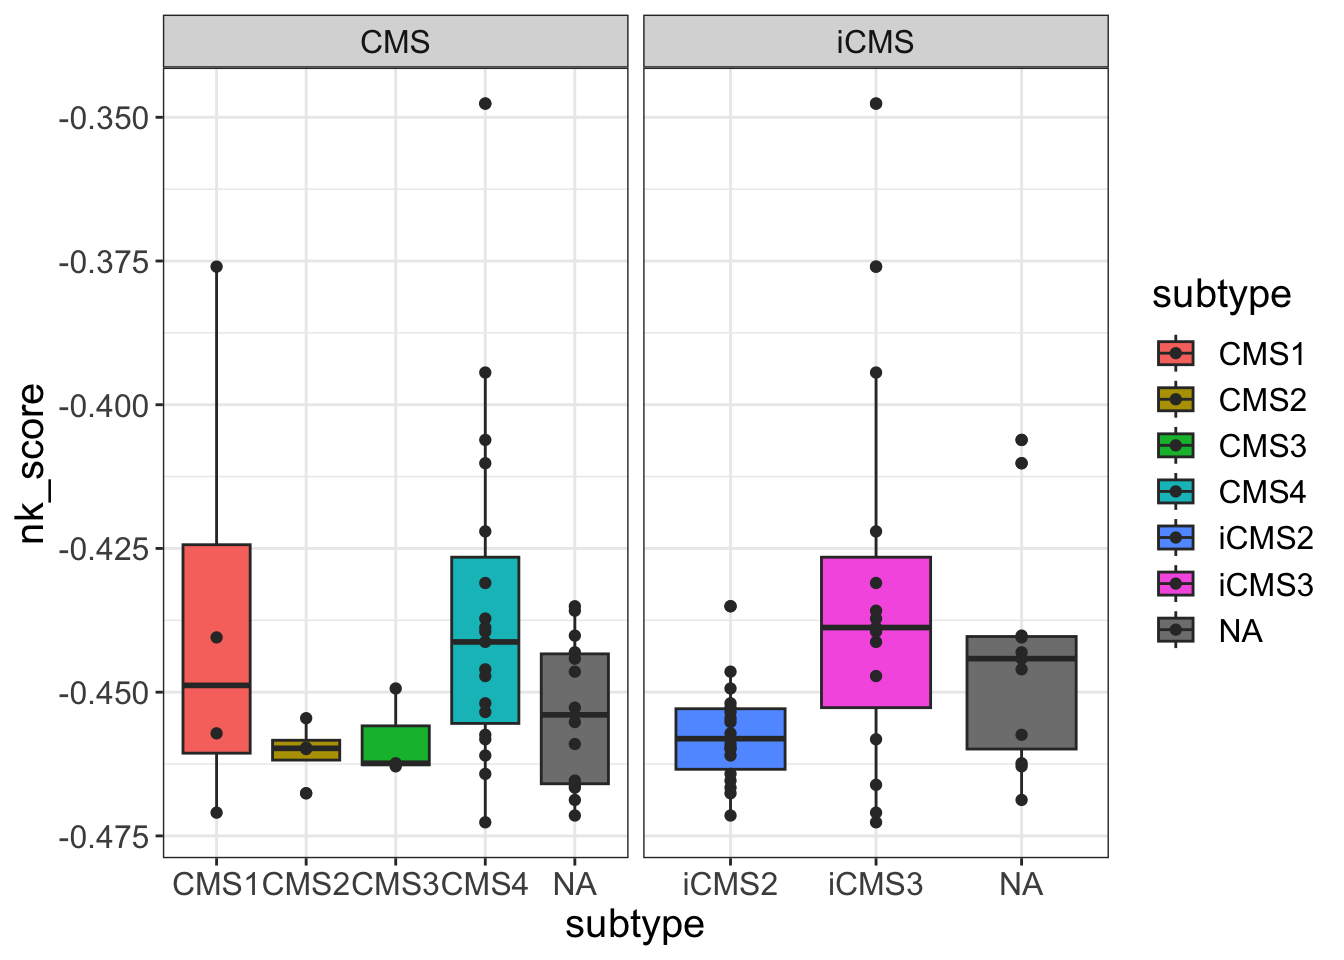 CMS
iCMS
-0.350
-0.375
-0.400
-0.425
-0.450
-0.475
nk_score
CMS1 CMS2 CMS3 CMS4 NA
iCMS2 iCMS3 NA
subtype
subtype
CMS1
CMS2
CMS3
CMS4
iCMS2
iCMS3
NA